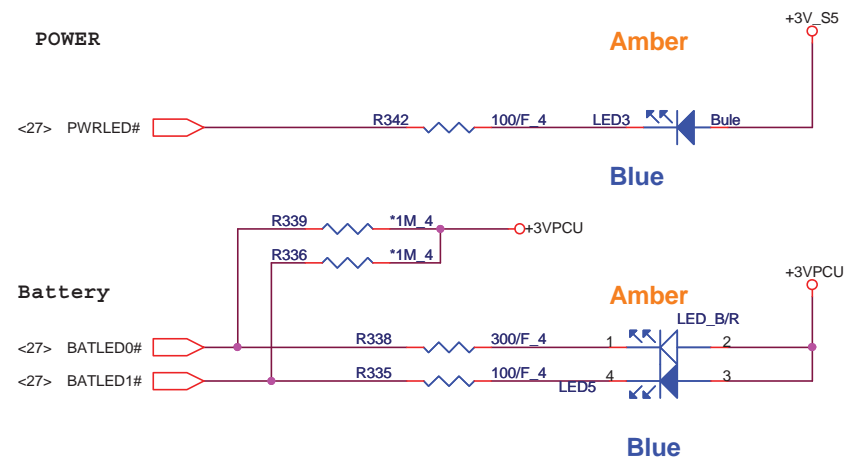 +3V_S5
POWER
Amber
<27> PWRLED# R342 100/F_4 LED3 Bule
Blue
R339 *1M_4 +3VPCU
R336 *1M_4
+3VPCU
Battery
Amber
LED_B/R
<27> BATLED0# R338 300/F_4 1 2
<27> BATLED1# R335 100/F_4 4 3
LED5
Blue